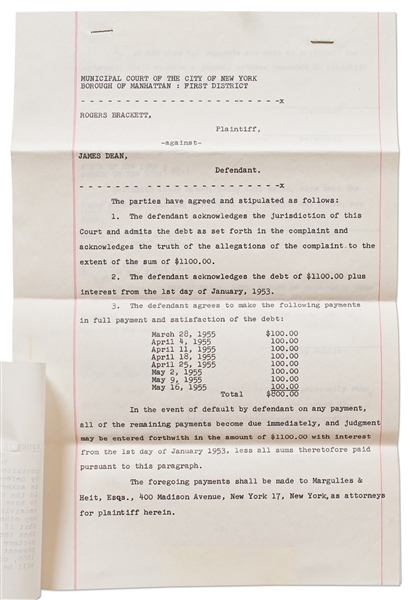 MUNICIPAL COURT OF THE CITY OF NEW YORK
BOROUGH OF MANHATTAN : FIRST DISTRICT
- - - - - - - - - - - - - - - - - - - - - - - -x
ROGERS BRACKETT,
Plaintiff,
-against-
JAMES DEAN,
Defendant.
- - - - - - - - - - - - - - - - - - - - - - - -x
The parties have agreed and stipulated as follows:
1. The defendant acknowledges the jurisdiction of this
Court and admits the debt as set forth in the complaint and
acknowledges the truth of the allegations of the complaint to the
extent of the sum of $1100.00.
2. The defendant acknowledges the debt of $1100.00 plus
interest from the 1st day of January, 1953.
3. The defendant agrees to make the following payments
in full payment and satisfaction of the debt:
March 28, 1955 $100.00
April 4, 1955 100.00
April 11, 1955 100.00
April 18, 1955 100.00
April 25, 1955 100.00
May 2, 1955 100.00
May 9, 1955 100.00
May 16, 1955 100.00
Total $800.00
In the event of default by defendant on any payment,
all of the remaining payments become due immediately, and judgment
may be entered forthwith in the amount of $1100.00 with interest
from the 1st day of January 1953, less all sums theretofore paid
pursuant to this paragraph.
The foregoing payments shall be made to Margulies &
Heit, Esqs., 400 Madison Avenue, New York 17, New York, as attorneys
for plaintiff herein.